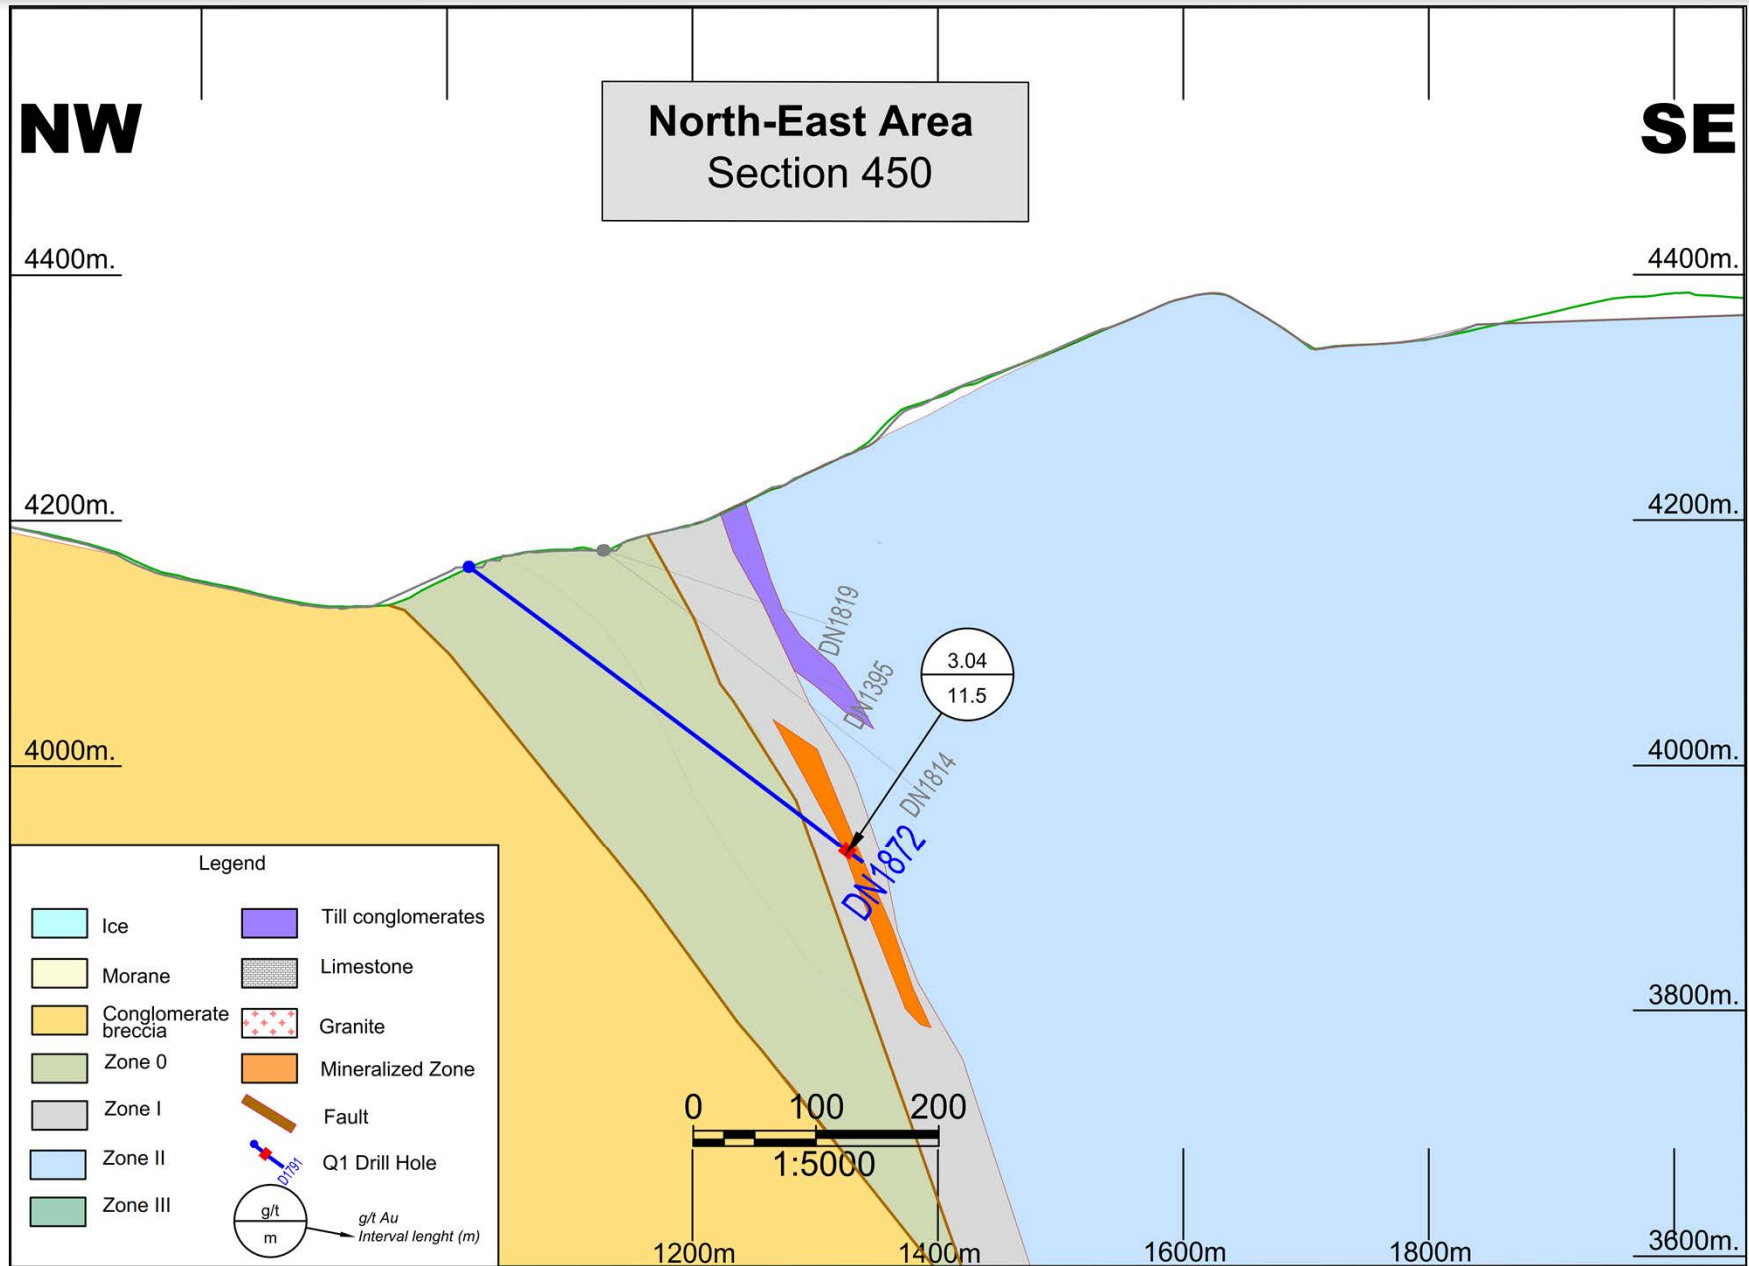 NW
North-East Area
Section 450
SE
4400m.
4400m.
4200m.
4200m.
DN1819
DN1395
3.04
11.5
4000m.
4000m.
DN1814
DN1872
3800m.
3600m.
Legend
Ice
Morane
Conglomerate
breccia
Zone 0
Zone I
Zone II
Zone III
Till conglomerates
Limestone
Granite
Mineralized Zone
Fault
Q1 Drill Hole
D1791
g/t
m
g/t Au
Interval lenght (m)
0 100 200
1:5000
1200m 1400m 1600m 1800m